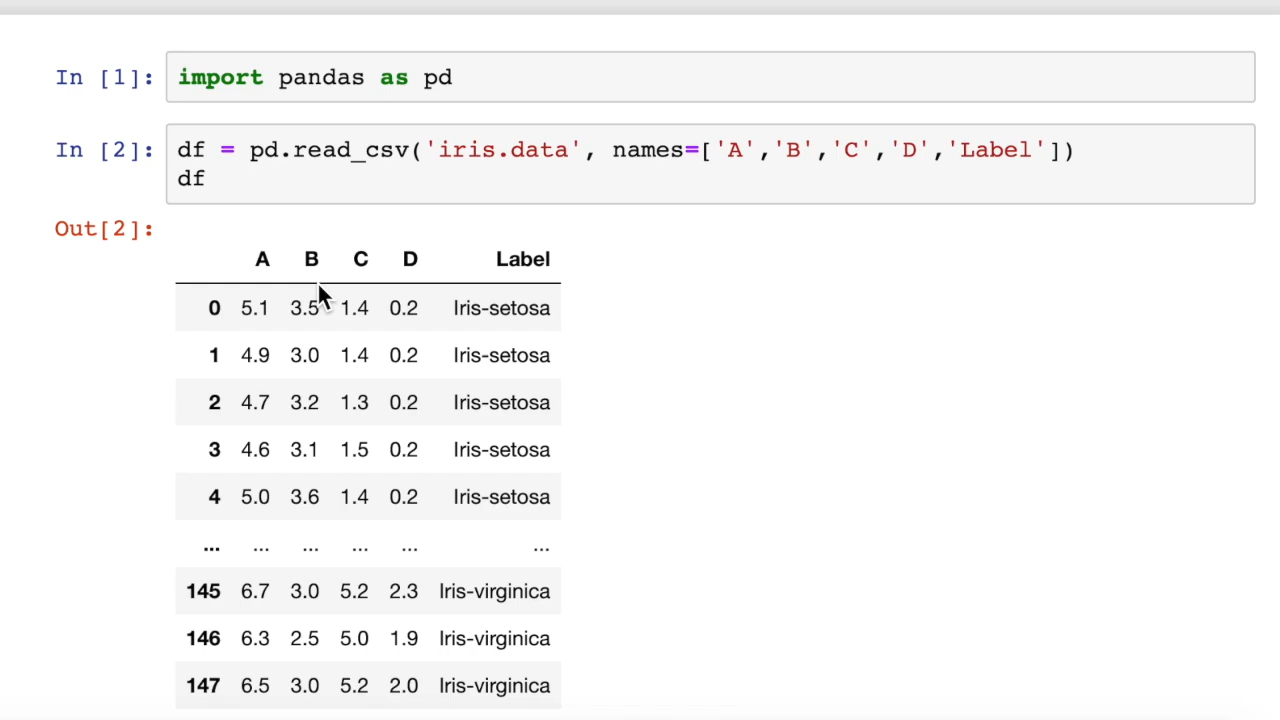 In [1]: import pandas as pd
In [2]: df = pd.read_csv('iris.data', names=['A','B','C','D','Label'])
df
Out[2]:
A B C D Label
0 5.1 3.5 1.4 0.2 Iris-setosa
1 4.9 3.0 1.4 0.2 Iris-setosa
2 4.7 3.2 1.3 0.2 Iris-setosa
3 4.6 3.1 1.5 0.2 Iris-setosa
4 5.0 3.6 1.4 0.2 Iris-setosa
... ... ... ... ... ...
145 6.7 3.0 5.2 2.3 Iris-virginica
146 6.3 2.5 5.0 1.9 Iris-virginica
147 6.5 3.0 5.2 2.0 Iris-virginica